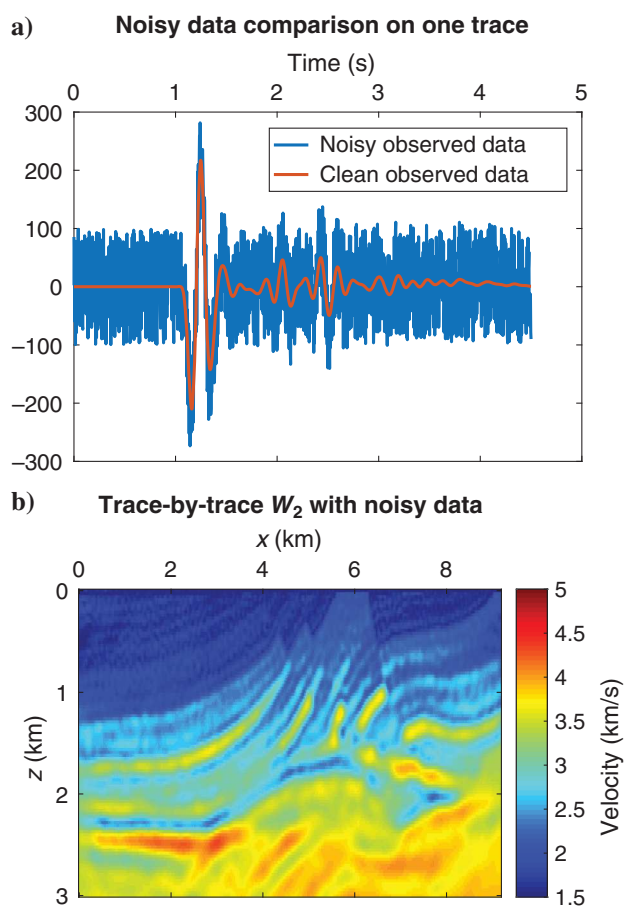 a) Noisy data comparison on one trace
Time (s)
0 1 2 3 4 5
300
200
100
0
−100
−200
−300
Noisy observed data
Clean observed data
b) Trace-by-trace W2 with noisy data
x (km)
0 2 4 6 8
0
1
2
3
z (km)
5
4.5
4
3.5
3
2.5
2
1.5
Velocity (km/s)